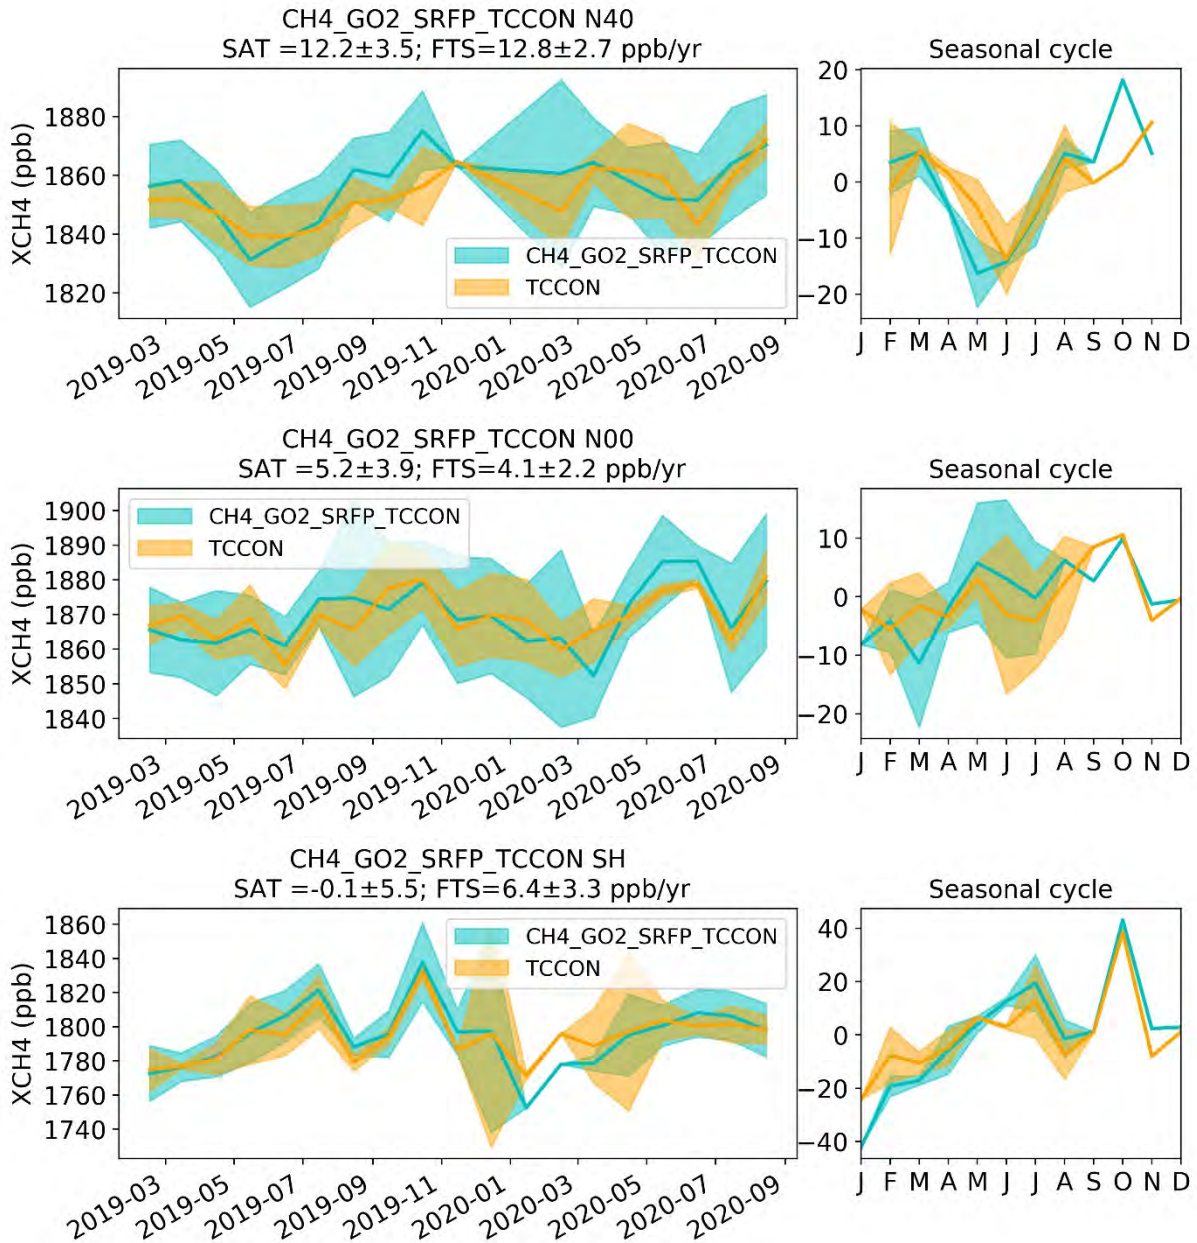 CH4_GO2_SRFP_TCCON N40
SAT =12.2±3.5; FTS=12.8±2.7 ppb/yr
Seasonal cycle
XCH4 (ppb)
1880
1860
1840
1820
CH4_GO2_SRFP_TCCON
TCCON
2019-03
2019-05
2019-07
2019-09
2019-11
2020-01
2020-03
2020-05
2020-07
2020-09
20
10
0
−10
−20
J F M A M J J A S O N D
CH4_GO2_SRFP_TCCON N00
SAT =5.2±3.9; FTS=4.1±2.2 ppb/yr
Seasonal cycle
XCH4 (ppb)
1900
1890
1880
1870
1860
1850
1840
CH4_GO2_SRFP_TCCON
TCCON
2019-03
2019-05
2019-07
2019-09
2019-11
2020-01
2020-03
2020-05
2020-07
2020-09
10
0
−10
−20
J F M A M J J A S O N D
CH4_GO2_SRFP_TCCON SH
SAT =-0.1±5.5; FTS=6.4±3.3 ppb/yr
Seasonal cycle
XCH4 (ppb)
1860
1840
1820
1800
1780
1760
1740
CH4_GO2_SRFP_TCCON
TCCON
2019-03
2019-05
2019-07
2019-09
2019-11
2020-01
2020-03
2020-05
2020-07
2020-09
40
20
0
−20
−40
J F M A M J J A S O N D